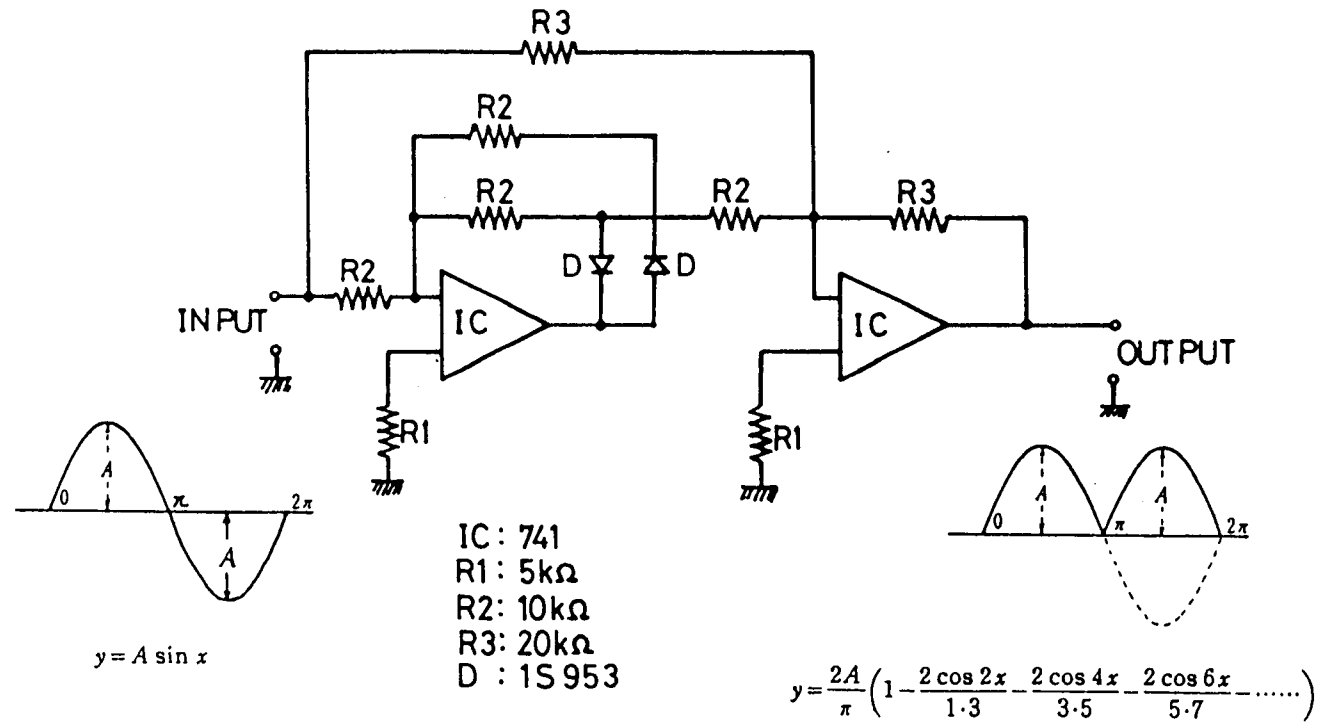 R3
R2
R2
R2
R3
D
D
R2
INPUT
IC
IC
OUTPUT
R1
R1
A
0
π
2π
A
A
A
0
π
2π
IC : 741
R1 : 5kΩ
R2 : 10kΩ
R3 : 20kΩ
D : 1S953
y = A sin x
y = 2A/π (1 - 2 cos 2x/1·3 - 2 cos 4x/3·5 - 2 cos 6x/5·7 - ······)